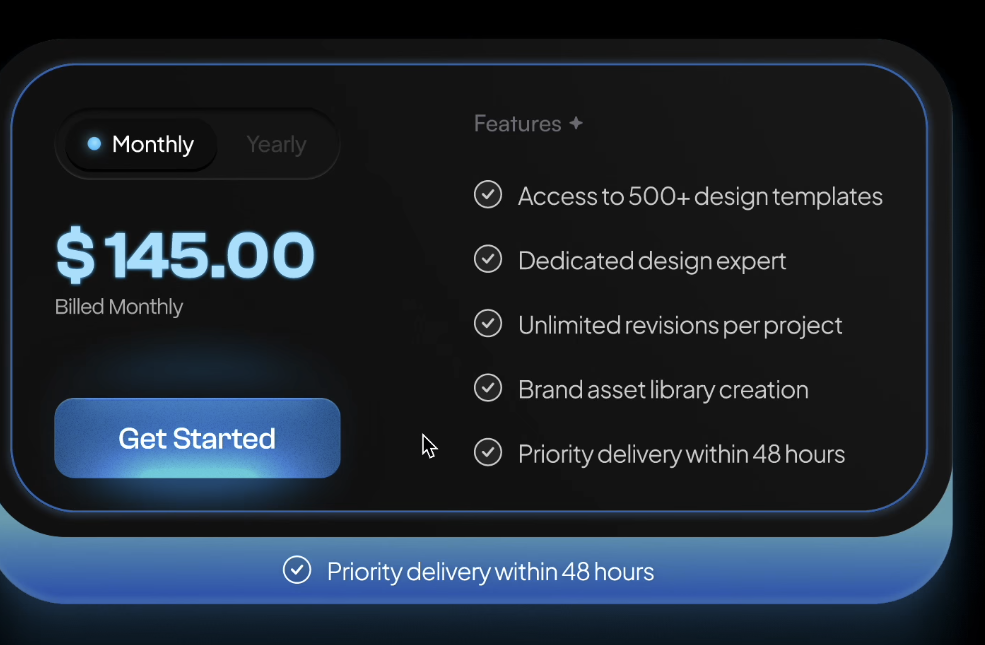 Monthly
Yearly
$145.00
Billed Monthly
Get Started
Features
Access to 500+ design templates
Dedicated design expert
Unlimited revisions per project
Brand asset library creation
Priority delivery within 48 hours
Priority delivery within 48 hours